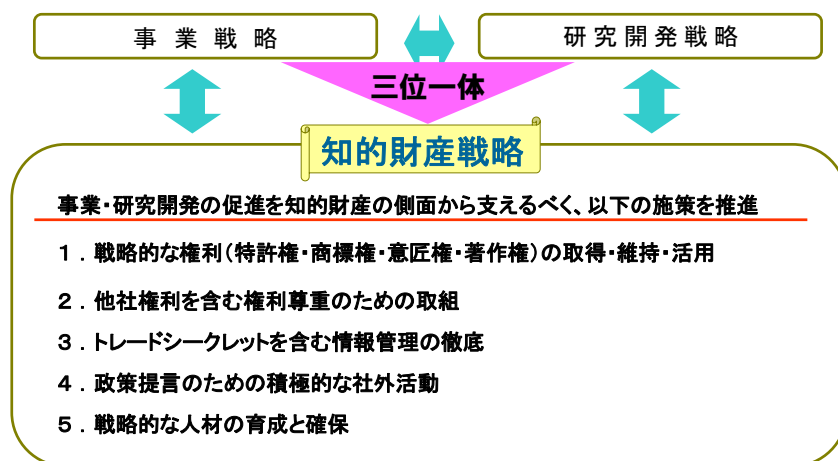 事業戦略
研究開発戦略
三位一体
知的財産戦略
事業・研究開発の促進を知的財産の側面から支えるべく、以下の施策を推進
１．戦略的な権利（特許権・商標権・意匠権・著作権）の取得・維持・活用
２．他社権利を含む権利尊重のための取組
３．トレードシークレットを含む情報管理の徹底
４．政策提言のための積極的な社外活動
５．戦略的な人材の育成と確保